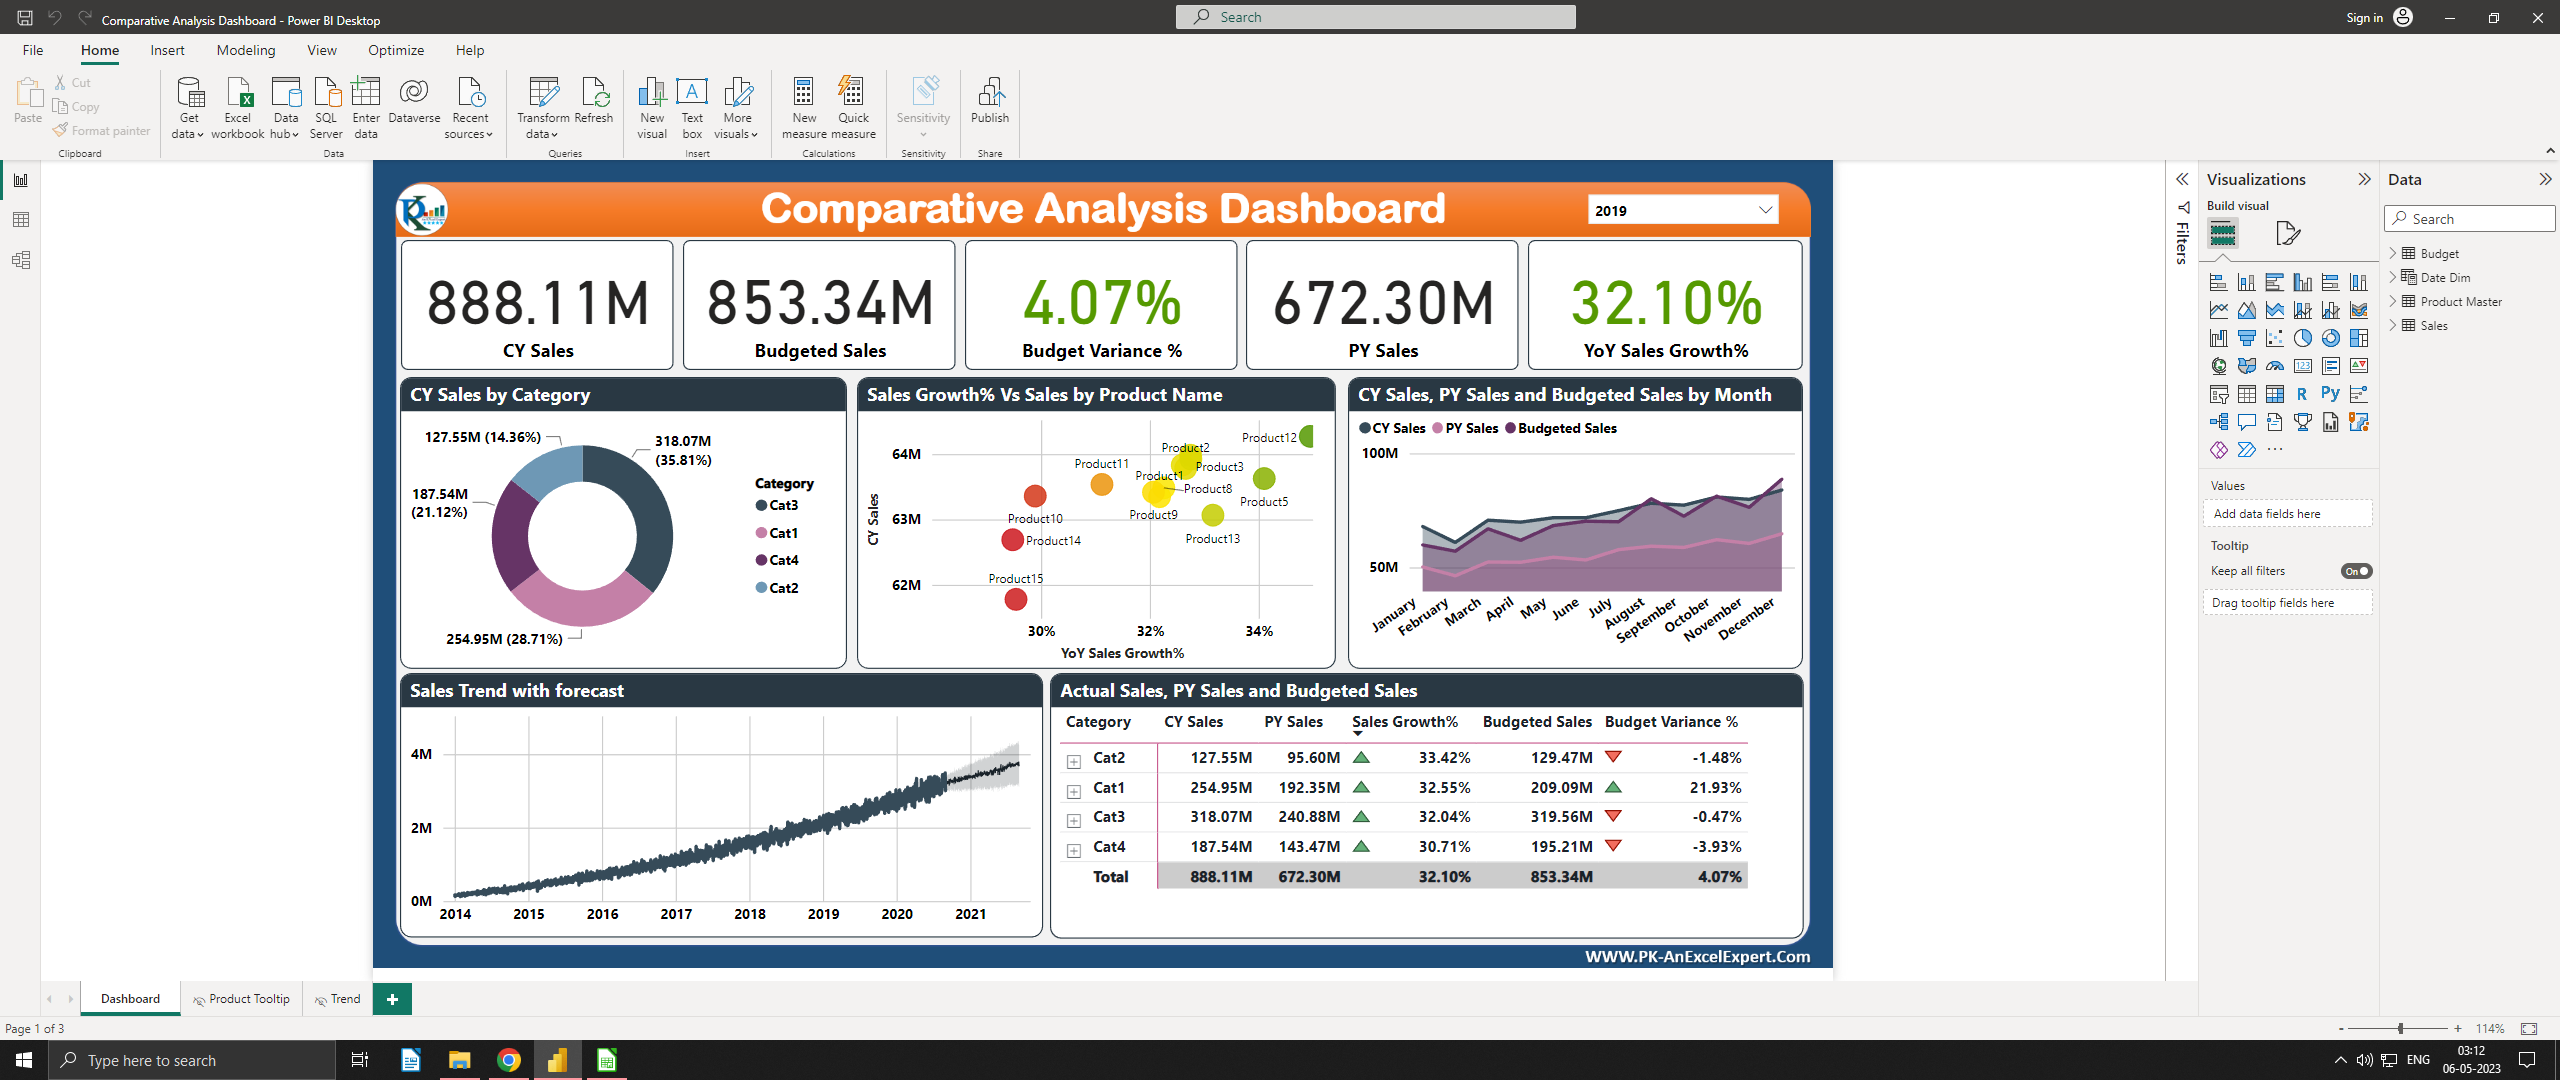 Comparative Analysis Dashboard - Power BI Desktop
Search
Sign in
File Home Insert Modeling View Optimize Help
Paste
Cut
Copy
Format painter
Clipboard
Get data
Excel workbook
Data hub
SQL Server
Enter data
Dataverse
Recent sources
Data
Transform data
Refresh
Queries
New visual
Text box
More visuals
Insert
New measure
Quick measure
Calculations
Sensitivity
Sensitivity
Publish
Share
Comparative Analysis Dashboard
2019
888.11M
CY Sales
853.34M
Budgeted Sales
4.07%
Budget Variance %
672.30M
PY Sales
32.10%
YoY Sales Growth%
CY Sales by Category
127.55M (14.36%)
318.07M
(35.81%)
187.54M
(21.12%)
254.95M (28.71%)
Category
Cat3
Cat1
Cat4
Cat2
Sales Growth% Vs Sales by Product Name
CY Sales
64M
63M
62M
Product12
Product2
Product3
Product11
Product1
Product8
Product5
Product9
Product10
Product13
Product14
Product15
30% 32% 34%
YoY Sales Growth%
CY Sales, PY Sales and Budgeted Sales by Month
CY Sales PY Sales Budgeted Sales
100M
50M
January
February
March
April
May
June
July
August
September
October
November
December
Sales Trend with forecast
4M
2M
0M
2014 2015 2016 2017 2018 2019 2020 2021
Actual Sales, PY Sales and Budgeted Sales
Category CY Sales PY Sales Sales Growth% Budgeted Sales Budget Variance %
Cat2 127.55M 95.60M 33.42% 129.47M -1.48%
Cat1 254.95M 192.35M 32.55% 209.09M 21.93%
Cat3 318.07M 240.88M 32.04% 319.56M -0.47%
Cat4 187.54M 143.47M 30.71% 195.21M -3.93%
Total 888.11M 672.30M 32.10% 853.34M 4.07%
WWW.PK-AnExcelExpert.Com
Filters
Visualizations
Build visual
123
R
Py
Values
Add data fields here
Tooltip
Keep all filters
On
Drag tooltip fields here
Data
Search
Budget
Date Dim
Product Master
Sales
Dashboard
Product Tooltip
Trend
Page 1 of 3
114%
Type here to search
ENG
03:12
06-05-2023